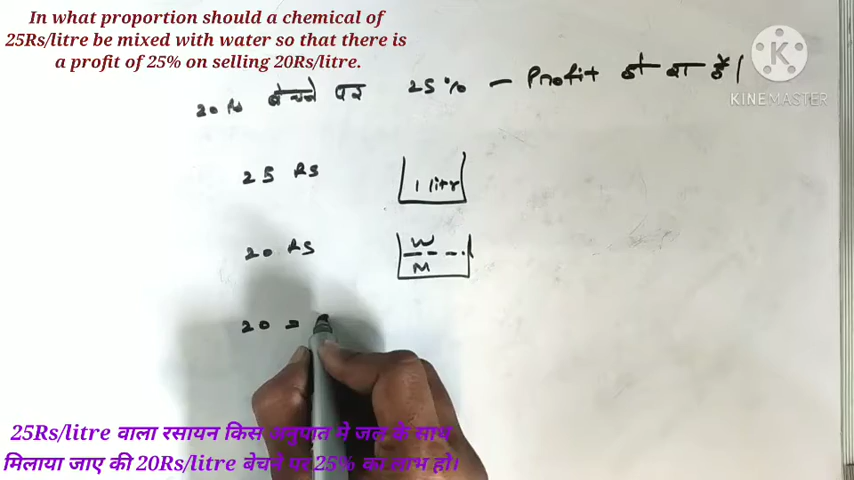 In what proportion should a chemical of
25Rs/litre be mixed with water so that there is
a profit of 25% on selling 20Rs/litre.
KINEMASTER
20 Rs बेचने पर 25% – Profit हो
25 RS 1 litr
20 RS W
M
20
25Rs/litre वाला रसायन किस अनुपात मे जल के साथ
मिलाया जाए की 20Rs/litre बेचने पर 25% का लाभ हो।